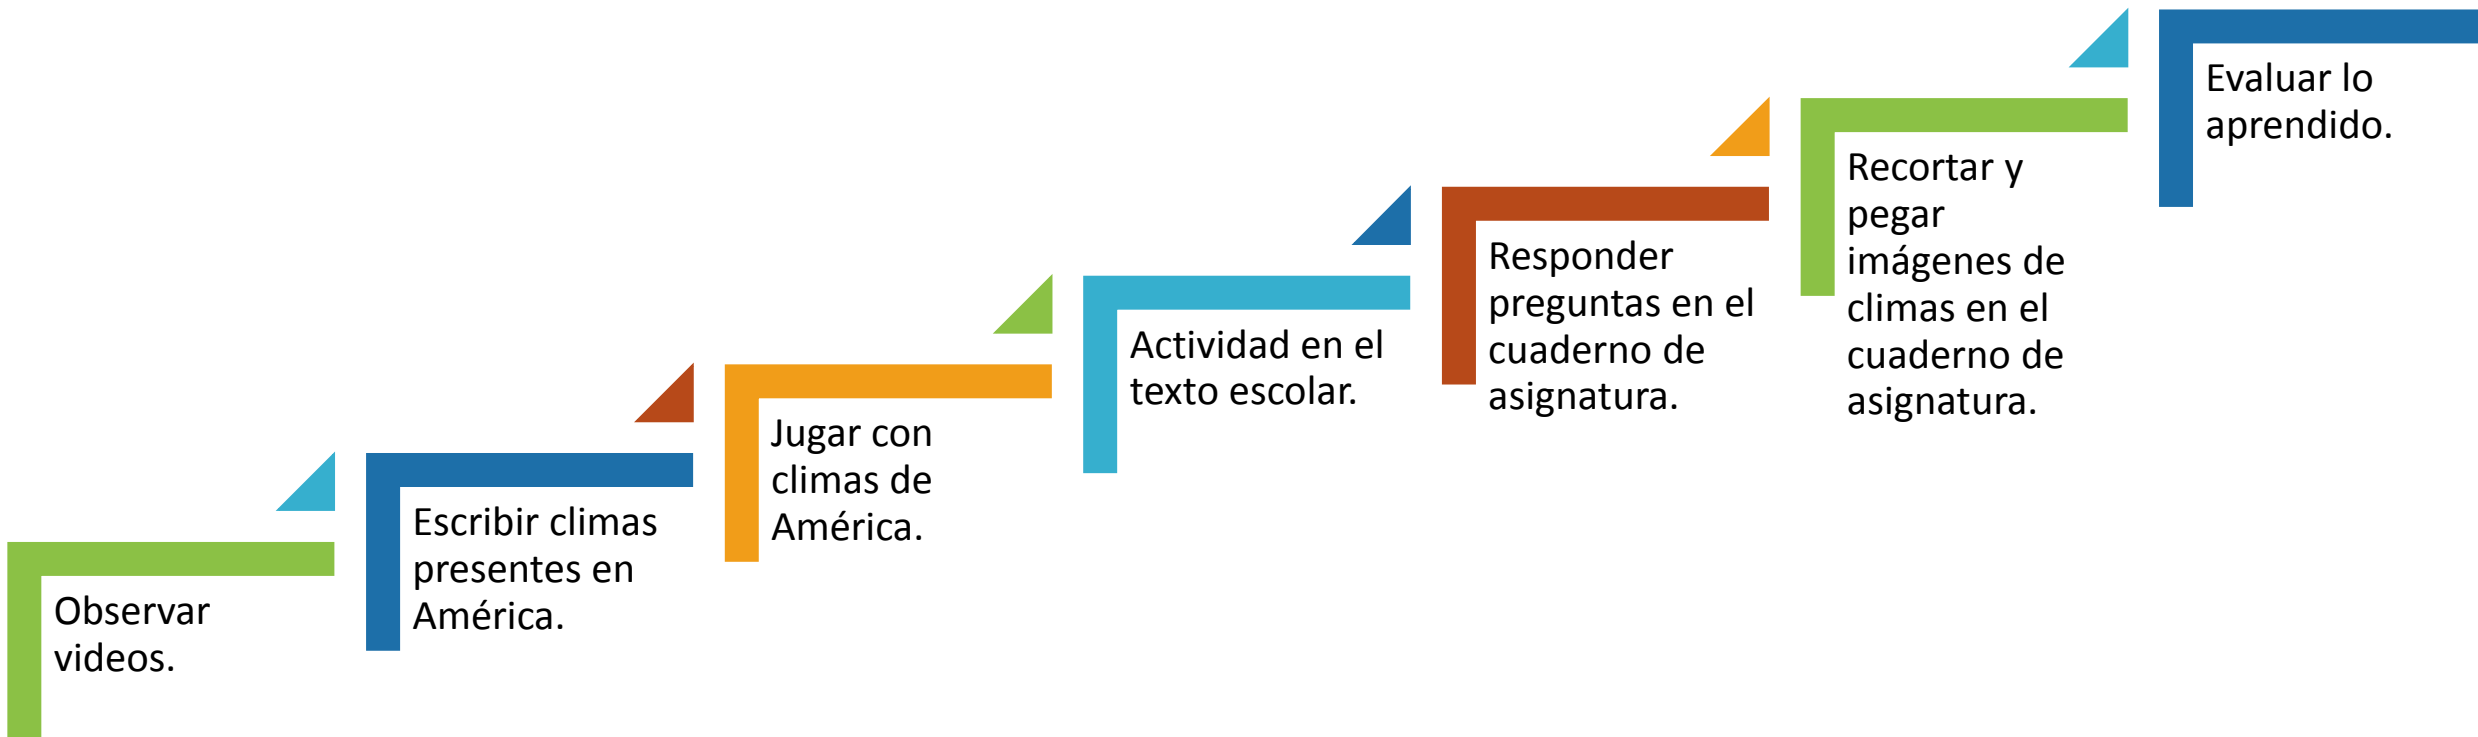 Observar
videos.
Escribir climas
presentes en
América.
Jugar con
climas de
América.
Actividad en el
texto escolar.
Responder
preguntas en el
cuaderno de
asignatura.
Recortar y
pegar
imágenes de
climas en el
cuaderno de
asignatura.
Evaluar lo
aprendido.